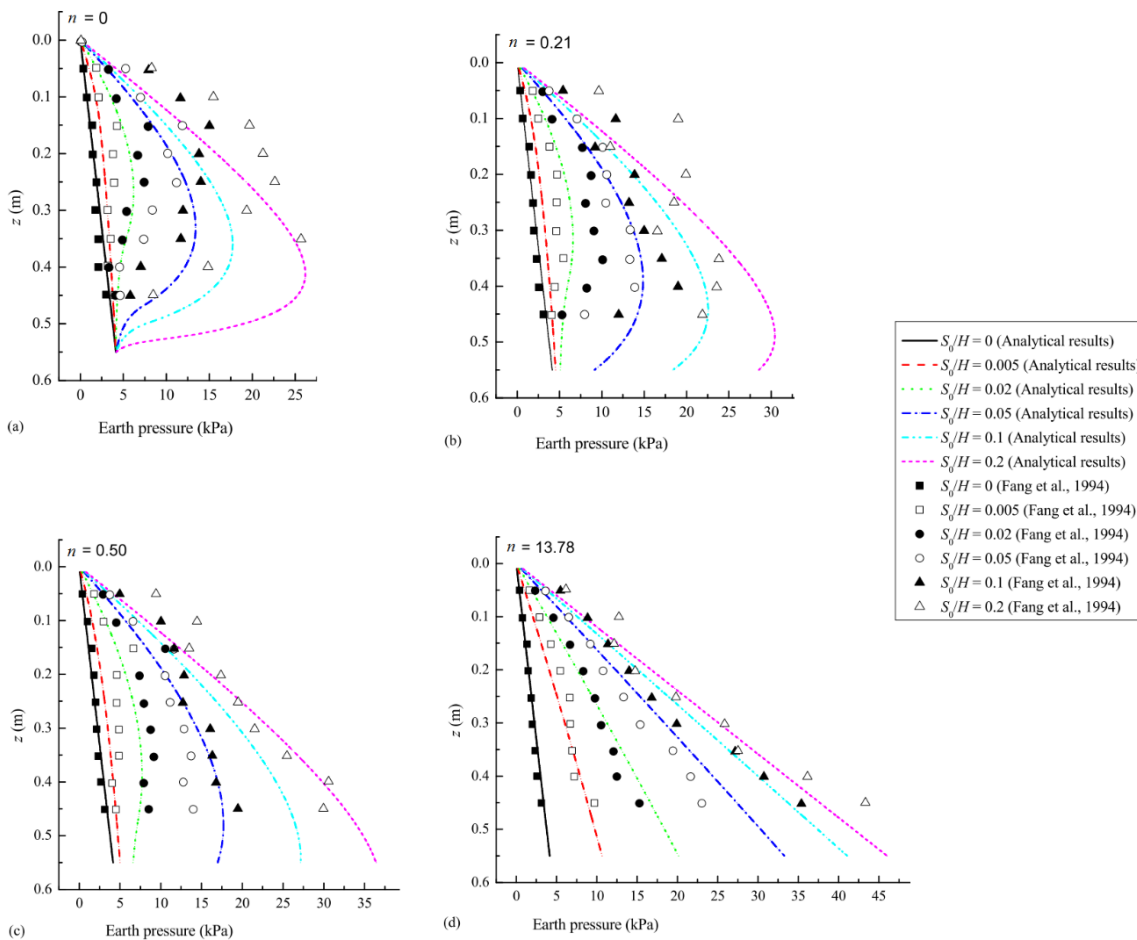 n = 0
0.0
0.1
0.2
0.3
0.4
0.5
0.6
z (m)
0 5 10 15 20 25
(a)
Earth pressure (kPa)
n = 0.21
0.0
0.1
0.2
0.3
0.4
0.5
0.6
z (m)
0 5 10 15 20 25 30
(b)
Earth pressure (kPa)
S0/H = 0 (Analytical results)
S0/H = 0.005 (Analytical results)
S0/H = 0.02 (Analytical results)
S0/H = 0.05 (Analytical results)
S0/H = 0.1 (Analytical results)
S0/H = 0.2 (Analytical results)
S0/H = 0 (Fang et al., 1994)
S0/H = 0.005 (Fang et al., 1994)
S0/H = 0.02 (Fang et al., 1994)
S0/H = 0.05 (Fang et al., 1994)
S0/H = 0.1 (Fang et al., 1994)
S0/H = 0.2 (Fang et al., 1994)
n = 0.50
0.0
0.1
0.2
0.3
0.4
0.5
0.6
z (m)
0 5 10 15 20 25 30 35
(c)
Earth pressure (kPa)
n = 13.78
0.0
0.1
0.2
0.3
0.4
0.5
0.6
z (m)
0 5 10 15 20 25 30 35 40 45
(d)
Earth pressure (kPa)